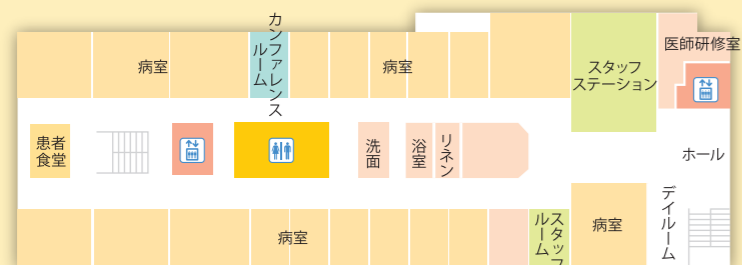 カンファレンス
ルーム
病室
病室
スタッフ
ステーション
医師研修室
患者
食堂
洗面
浴室
リネン
ホール
病室
スタッフ
ルーム
病室
デイルーム